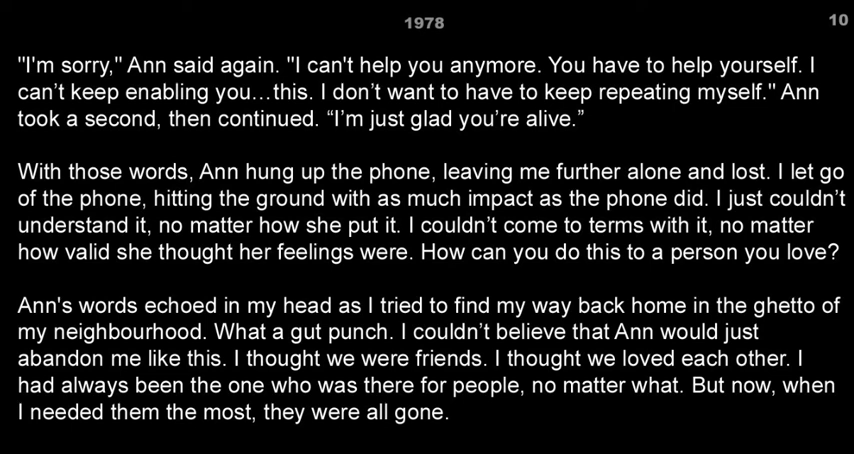 1978
10
"I'm sorry," Ann said again. "I can't help you anymore. You have to help yourself. I
can’t keep enabling you…this. I don’t want to have to keep repeating myself." Ann
took a second, then continued. “I’m just glad you’re alive.”
With those words, Ann hung up the phone, leaving me further alone and lost. I let go
of the phone, hitting the ground with as much impact as the phone did. I just couldn’t
understand it, no matter how she put it. I couldn’t come to terms with it, no matter
how valid she thought her feelings were. How can you do this to a person you love?
Ann's words echoed in my head as I tried to find my way back home in the ghetto of
my neighbourhood. What a gut punch. I couldn’t believe that Ann would just
abandon me like this. I thought we were friends. I thought we loved each other. I
had always been the one who was there for people, no matter what. But now, when
I needed them the most, they were all gone.